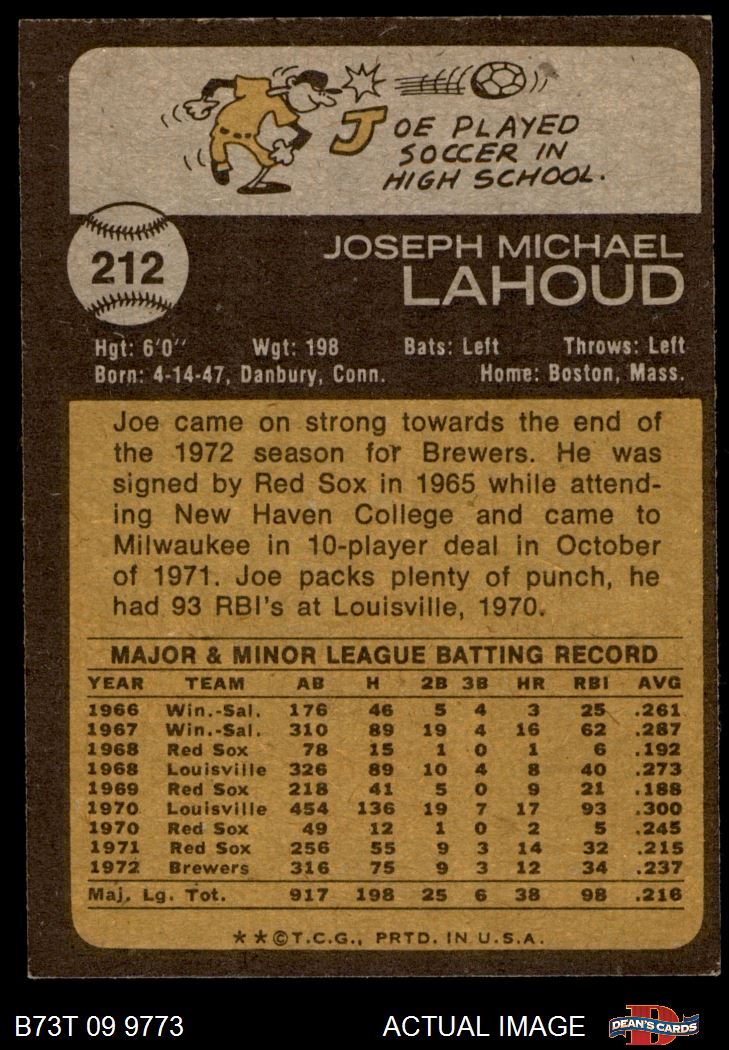 JOE PLAYED
SOCCER IN
HIGH SCHOOL.
212
JOSEPH MICHAEL
LAHOUD
Hgt: 6'0" Wgt: 198 Bats: Left Throws: Left
Born: 4-14-47, Danbury, Conn. Home: Boston, Mass.
Joe came on strong towards the end of
the 1972 season for Brewers. He was
signed by Red Sox in 1965 while attend-
ing New Haven College and came to
Milwaukee in 10-player deal in October
of 1971. Joe packs plenty of punch, he
had 93 RBI's at Louisville, 1970.
MAJOR & MINOR LEAGUE BATTING RECORD
YEAR TEAM AB H 2B 3B HR RBI AVG
1966 Win.-Sal. 176 46 5 4 3 25 .261
1967 Win.-Sal. 310 89 19 4 16 62 .287
1968 Red Sox 78 15 1 0 1 6 .192
1968 Louisville 326 89 10 4 8 40 .273
1969 Red Sox 218 41 5 0 9 21 .188
1970 Louisville 454 136 19 7 17 93 .300
1970 Red Sox 49 12 1 0 2 5 .245
1971 Red Sox 256 55 9 3 14 32 .215
1972 Brewers 316 75 9 3 12 34 .237
Maj. Lg. Tot. 917 198 25 6 38 98 .216
**©T.C.G., PRTD. IN U.S.A.
B73T 09 9773 ACTUAL IMAGE DEAN'S CARDS